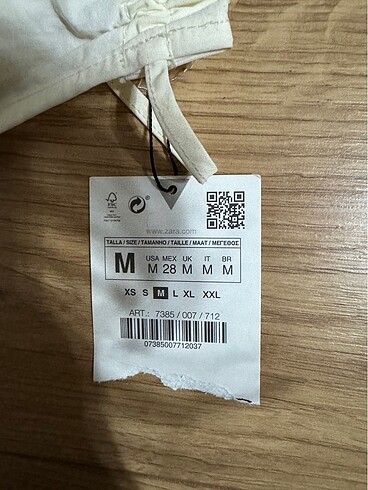 FSC
www.zara.com
TALLA / SIZE / TAMANHO / TAILLE / MAAT / ΜΕΓΕΘΟΣ
M USA MEX UK IT BR
M 28 M M M
XS S M L XL XXL
ART.: 7385 / 007 / 712
07385007712037